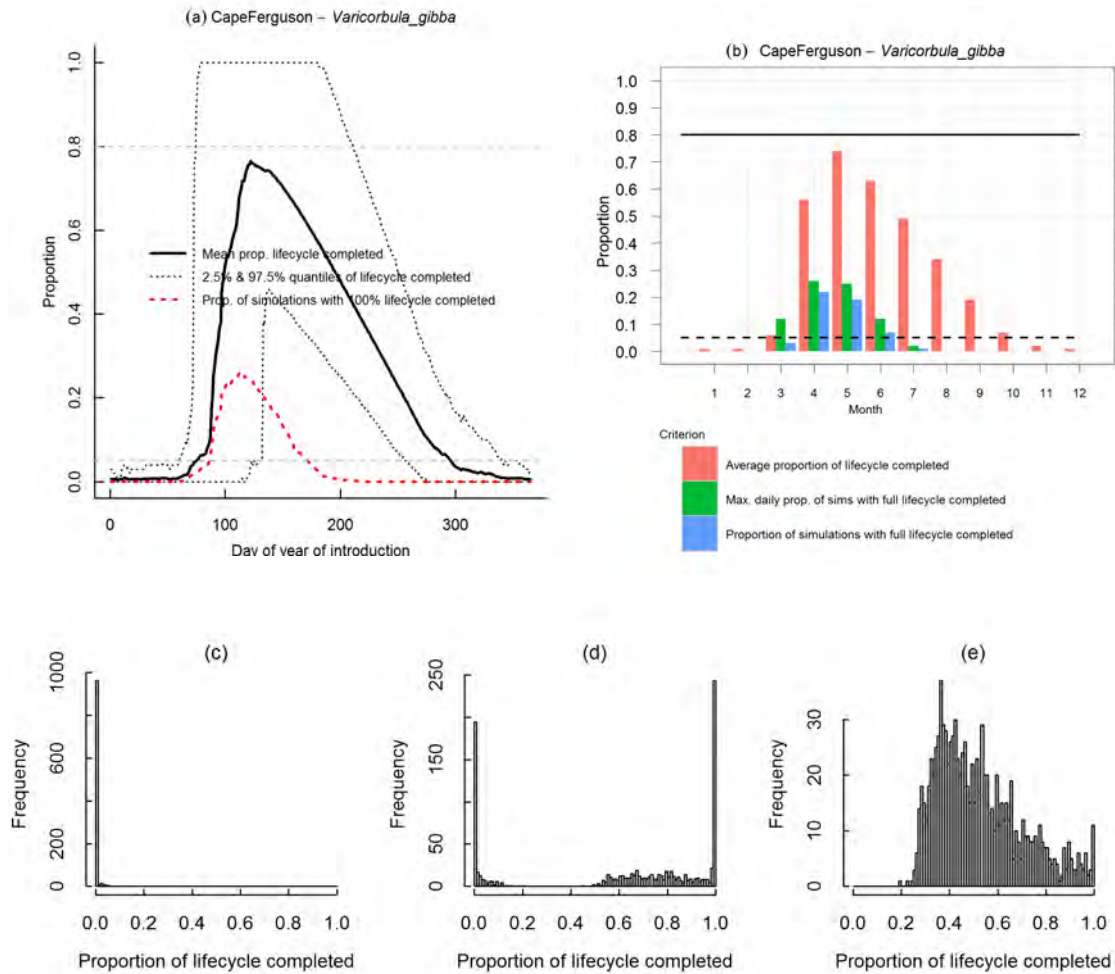 (a) CapeFerguson – Varicorbula_gibba
1.0
0.8
0.6
0.4
0.2
0.0
Proportion
Mean prop. lifecycle completed
2.5% & 97.5% quantiles of lifecycle completed
Prop. of simulations with 100% lifecycle completed
0 100 200 300
Day of year of introduction
(b) CapeFerguson – Varicorbula_gibba
1.0
0.9
0.8
0.7
0.6
0.5
0.4
0.3
0.2
0.1
0.0
Proportion
1 2 3 4 5 6 7 8 9 10 11 12
Month
Criterion
Average proportion of lifecycle completed
Max. daily prop. of sims with full lifecycle completed
Proportion of simulations with full lifecycle completed
(c)
1000
600
400
200
0
Frequency
0.0 0.2 0.4 0.6 0.8 1.0
Proportion of lifecycle completed
(d)
250
150
50
0
Frequency
0.0 0.2 0.4 0.6 0.8 1.0
Proportion of lifecycle completed
(e)
30
20
10
0
Frequency
0.0 0.2 0.4 0.6 0.8 1.0
Proportion of lifecycle completed